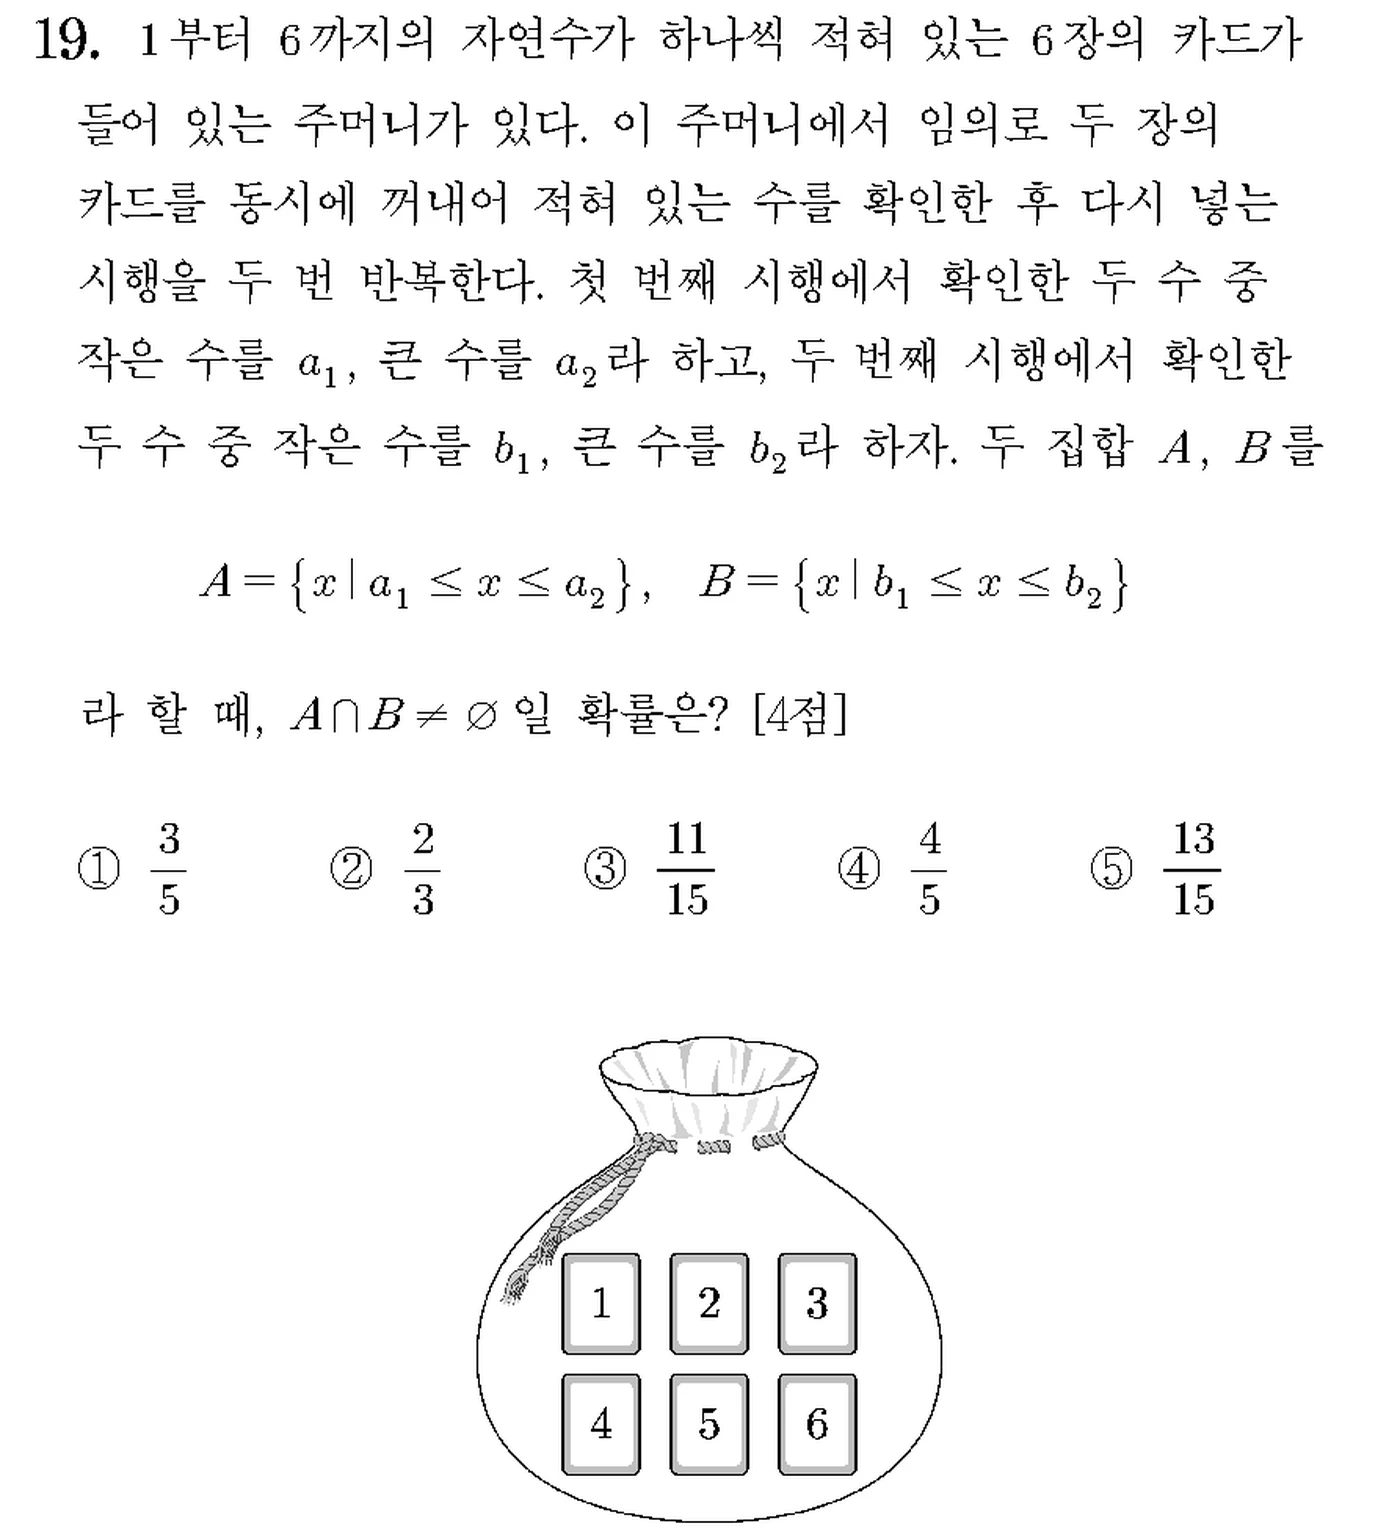 19. 1부터 6까지의 자연수가 하나씩 적혀 있는 6장의 카드가
들어 있는 주머니가 있다. 이 주머니에서 임의로 두 장의
카드를 동시에 꺼내어 적혀 있는 수를 확인한 후 다시 넣는
시행을 두 번 반복한다. 첫 번째 시행에서 확인한 두 수 중
작은 수를 a₁, 큰 수를 a₂라 하고, 두 번째 시행에서 확인한
두 수 중 작은 수를 b₁, 큰 수를 b₂라 하자. 두 집합 A, B를
A={x | a₁ ≤ x ≤ a₂}, B={x | b₁ ≤ x ≤ b₂}
라 할 때, A∩B≠∅일 확률은? [4점]
① 3/5 ② 2/3 ③ 11/15 ④ 4/5 ⑤ 13/15
1 2 3
4 5 6